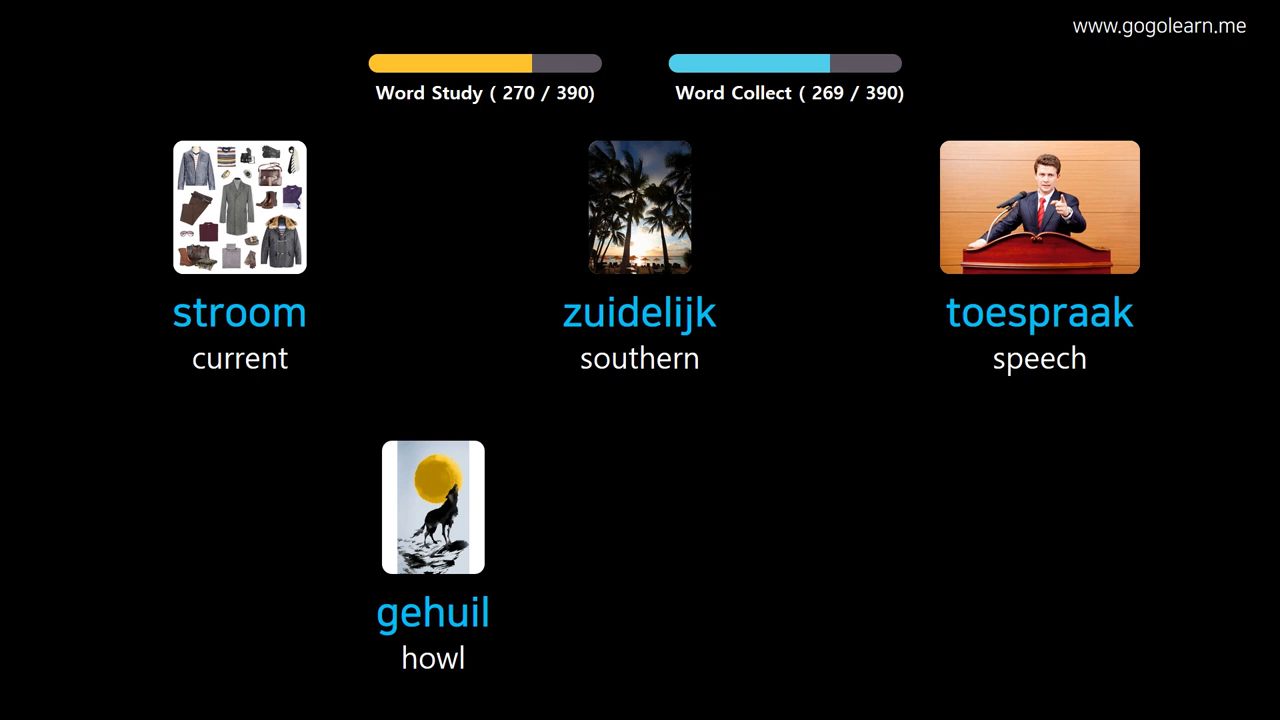 www.gogolearn.me
Word Study ( 270 / 390)
Word Collect ( 269 / 390)
stroom
current
zuidelijk
southern
toespraak
speech
gehuil
howl